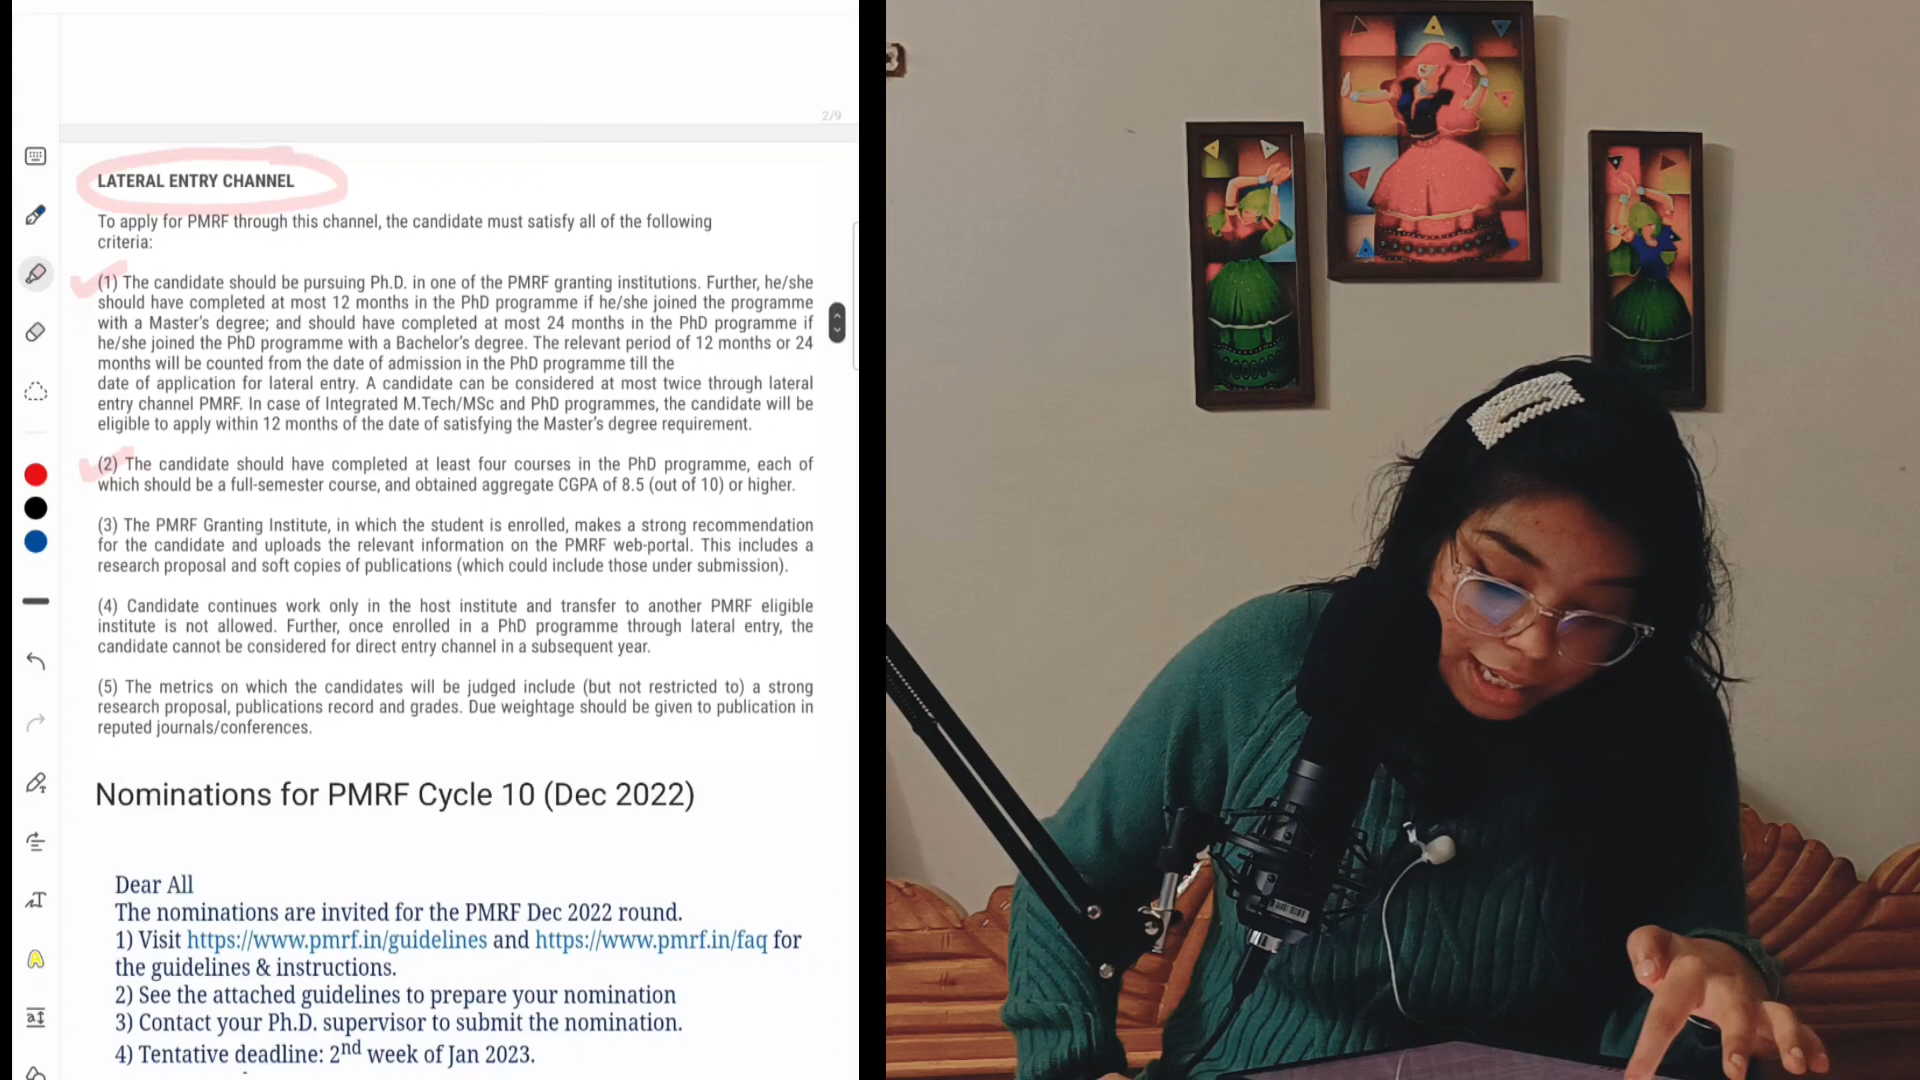 2/9
LATERAL ENTRY CHANNEL
To apply for PMRF through this channel, the candidate must satisfy all of the following
criteria:
(1) The candidate should be pursuing Ph.D. in one of the PMRF granting institutions. Further, he/she
should have completed at most 12 months in the PhD programme if he/she joined the programme
with a Master's degree; and should have completed at most 24 months in the PhD programme if
he/she joined the PhD programme with a Bachelor's degree. The relevant period of 12 months or 24
months will be counted from the date of admission in the PhD programme till the
date of application for lateral entry. A candidate can be considered at most twice through lateral
entry channel PMRF. In case of Integrated M.Tech/MSc and PhD programmes, the candidate will be
eligible to apply within 12 months of the date of satisfying the Master's degree requirement.
(2) The candidate should have completed at least four courses in the PhD programme, each of
which should be a full-semester course, and obtained aggregate CGPA of 8.5 (out of 10) or higher.
(3) The PMRF Granting Institute, in which the student is enrolled, makes a strong recommendation
for the candidate and uploads the relevant information on the PMRF web-portal. This includes a
research proposal and soft copies of publications (which could include those under submission).
(4) Candidate continues work only in the host institute and transfer to another PMRF eligible
institute is not allowed. Further, once enrolled in a PhD programme through lateral entry, the
candidate cannot be considered for direct entry channel in a subsequent year.
(5) The metrics on which the candidates will be judged include (but not restricted to) a strong
research proposal, publications record and grades. Due weightage should be given to publication in
reputed journals/conferences.
Nominations for PMRF Cycle 10 (Dec 2022)
Dear All
The nominations are invited for the PMRF Dec 2022 round.
1) Visit https://www.pmrf.in/guidelines and https://www.pmrf.in/faq for
the guidelines & instructions.
2) See the attached guidelines to prepare your nomination
3) Contact your Ph.D. supervisor to submit the nomination.
4) Tentative deadline: 2nd week of Jan 2023.